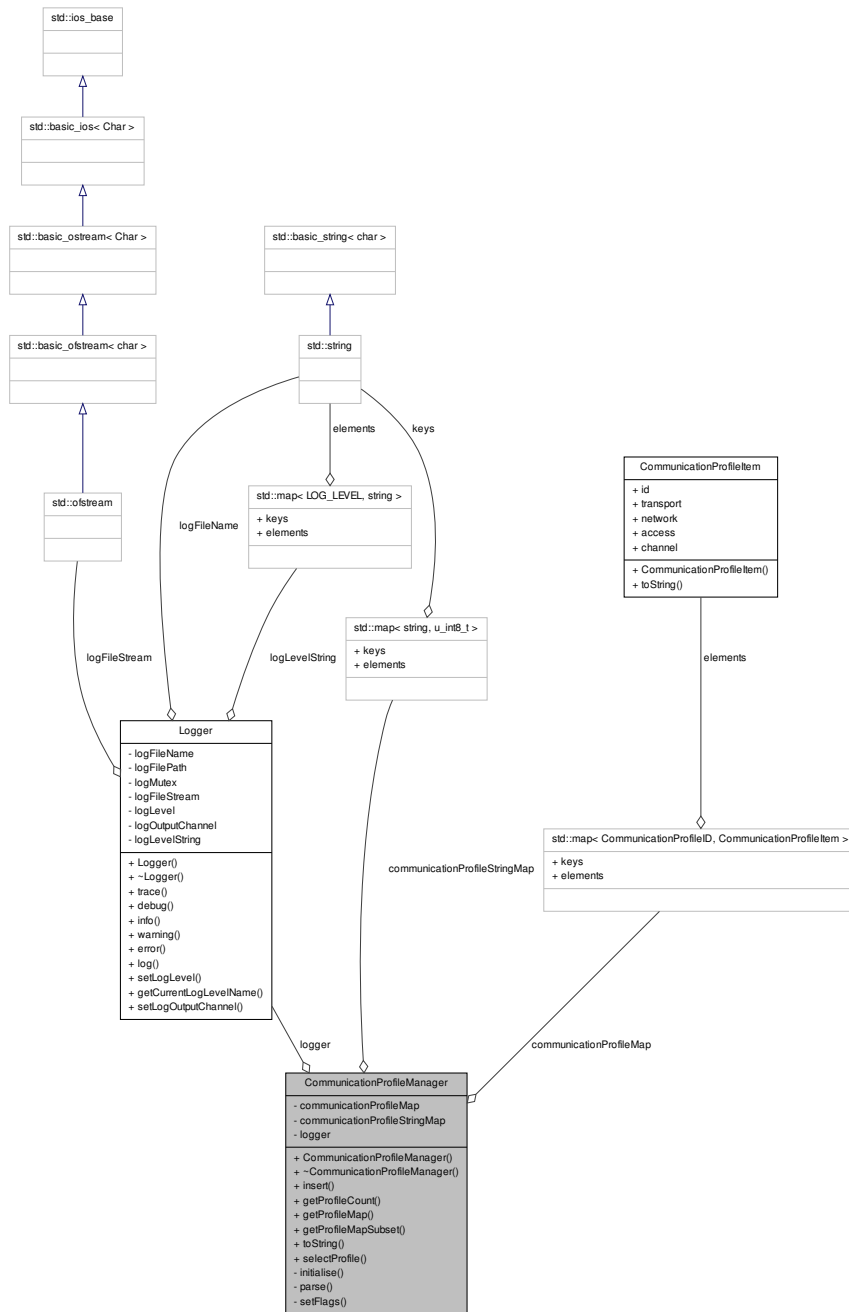 std::ios_base
std::basic_ios< Char >
std::basic_ostream< Char >
std::basic_string< char >
std::basic_ofstream< char >
std::string
elements
keys
CommunicationProfileItem
+ id
+ transport
+ network
+ access
+ channel
+ CommunicationProfileItem()
+ toString()
std::ofstream
std::map< LOG_LEVEL, string >
+ keys
+ elements
logFileName
std::map< string, u_int8_t >
+ keys
+ elements
logFileStream
logLevelString
elements
Logger
- logFileName
- logFilePath
- logMutex
- logFileStream
- logLevel
- logOutputChannel
- logLevelString
+ Logger()
+ ~Logger()
+ trace()
+ debug()
+ info()
+ warning()
+ error()
+ log()
+ setLogLevel()
+ getCurrentLogLevelName()
+ setLogOutputChannel()
communicationProfileStringMap
std::map< CommunicationProfileID, CommunicationProfileItem >
+ keys
+ elements
logger
communicationProfileMap
CommunicationProfileManager
- communicationProfileMap
- communicationProfileStringMap
- logger
+ CommunicationProfileManager()
+ ~CommunicationProfileManager()
+ insert()
+ getProfileCount()
+ getProfileMap()
+ getProfileMapSubset()
+ toString()
+ selectProfile()
- initialise()
- parse()
- setFlags()